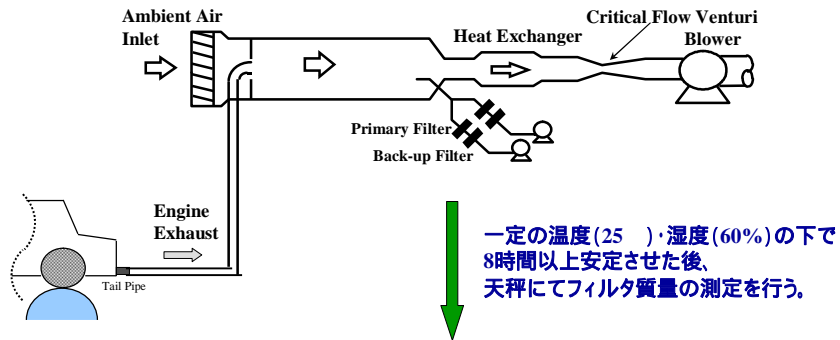 Ambient Air
Inlet
Heat Exchanger
Critical Flow Venturi
Blower
Primary Filter
Back-up Filter
Engine
Exhaust
Tail Pipe
一定の温度(25　)・湿度(60%)の下で
8時間以上安定させた後、
天秤にてフィルタ質量の測定を行う。